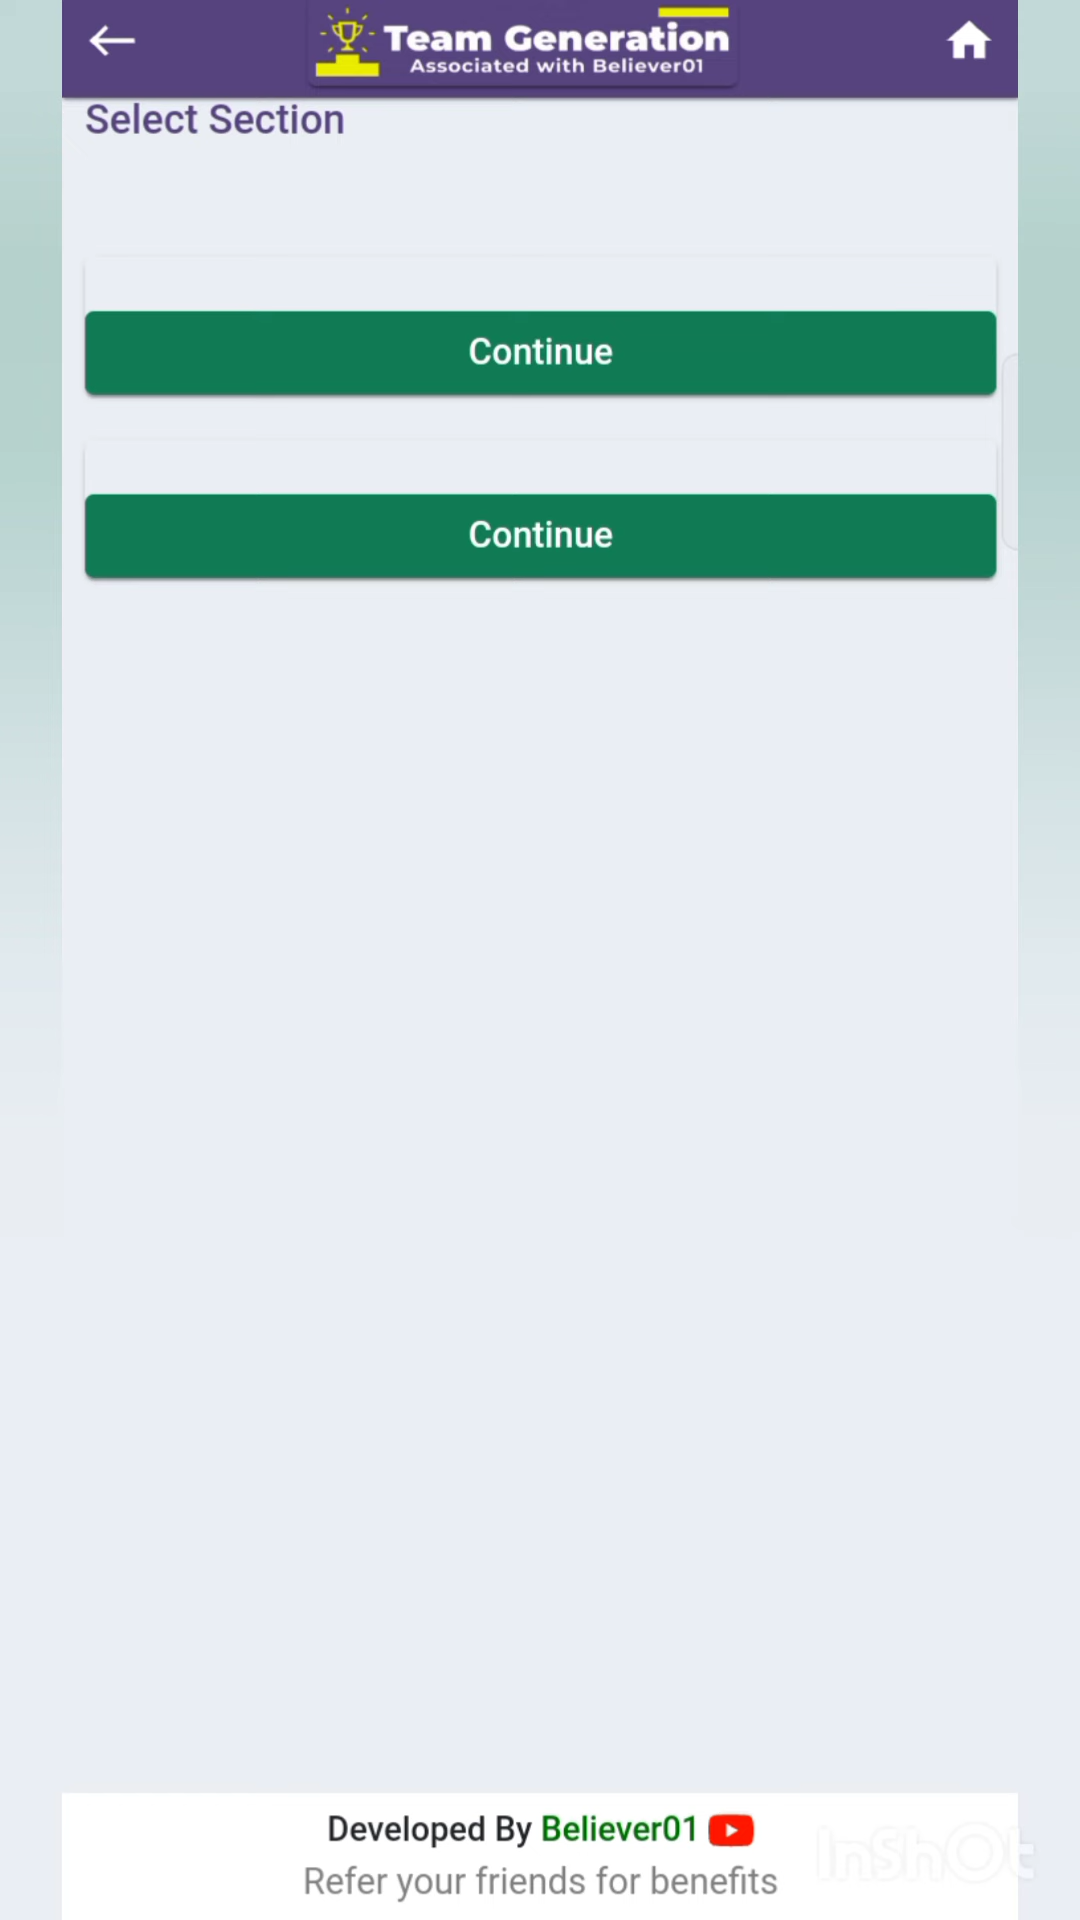 Team Generation
Associated with Believer01
Select Section
Continue
Continue
Developed By Believer01
Refer your friends for benefits
InShOt